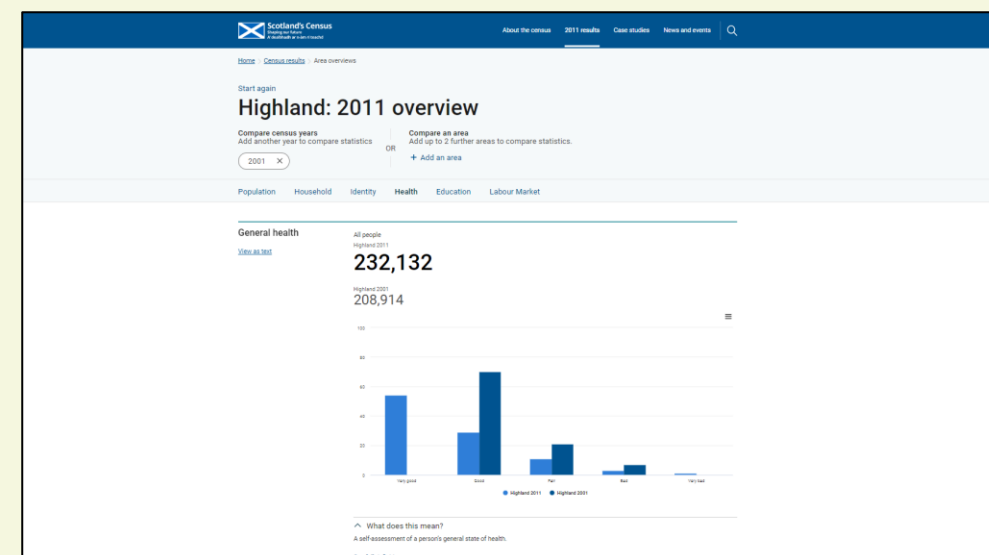 Scotland's Census
Shaping our future
About the census
2011 results
Case studies
News and events
Home
Census results
Area overviews
Start again
Highland: 2011 overview
Compare census years
Add another year to compare statistics
2001 ×
OR
Compare an area
Add up to 2 further areas to compare statistics.
+ Add an area
Population
Household
Identity
Health
Education
Labour Market
General health
View as text
All people
Highland 2011
232,132
Highland 2001
208,914
100
80
60
40
20
0
Very good
Good
Fair
Bad
Very bad
Highland 2011
Highland 2001
What does this mean?
A self-assessment of a person's general state of health.